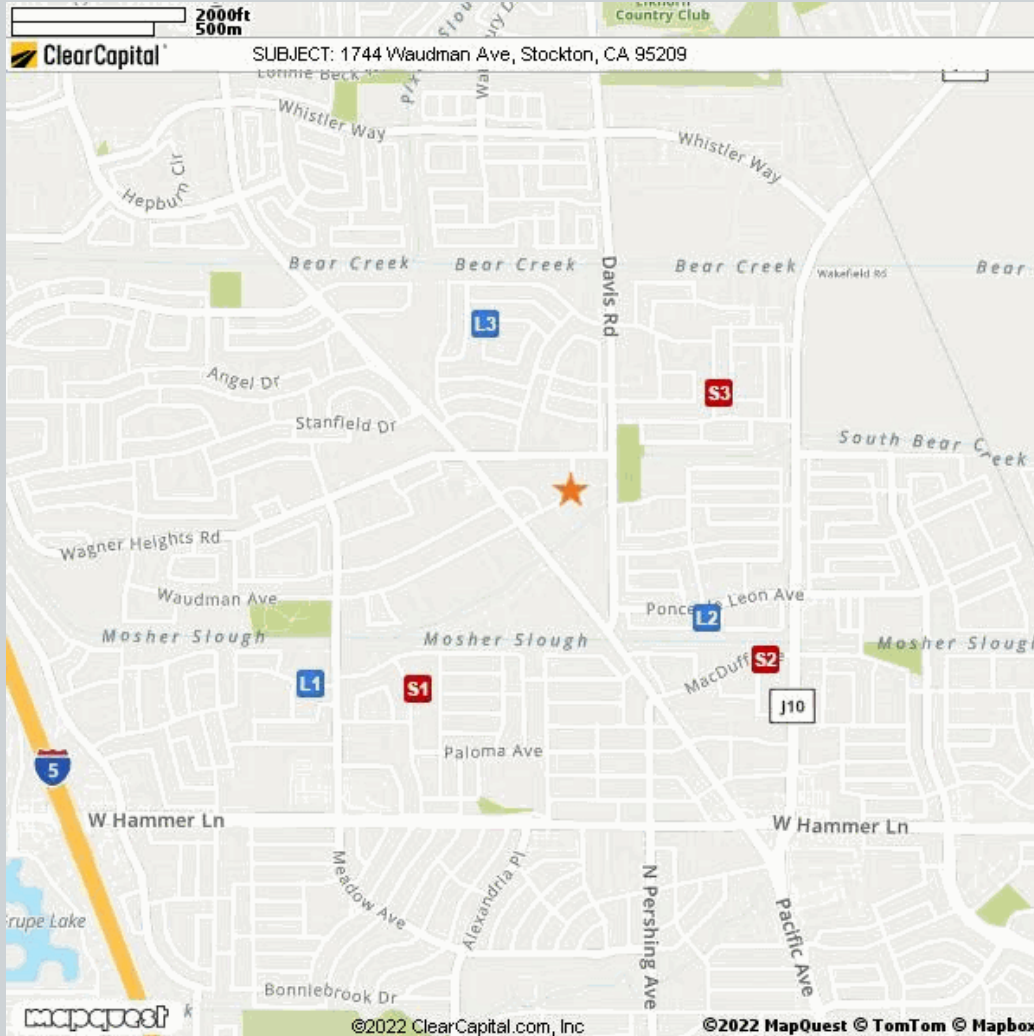 2000ft
500m
Country Club
ClearCapital
SUBJECT: 1744 Waudman Ave, Stockton, CA 95209
Lonnie Beck
Whistler Way
Whistler Way
Hepburn Cir
Bear Creek
Bear Creek
Bear Creek
Wakefield Rd
Bear
Davis Rd
L3
Angel Dr
S3
Stanfield Dr
South Bear Creek
Wagner Heights Rd
Waudman Ave
Ponce de Leon Ave
L2
Mosher Slough
Mosher Slough
Mosher Slough
MacDuff
S2
L1
S1
J10
Paloma Ave
5
W Hammer Ln
W Hammer Ln
Meadow Ave
Alexandria Pl
N Pershing Ave
Pacific Ave
Grupe Lake
Bonniebrook Dr
mapquest
©2022 ClearCapital.com, Inc
©2022 MapQuest © TomTom © Mapbox